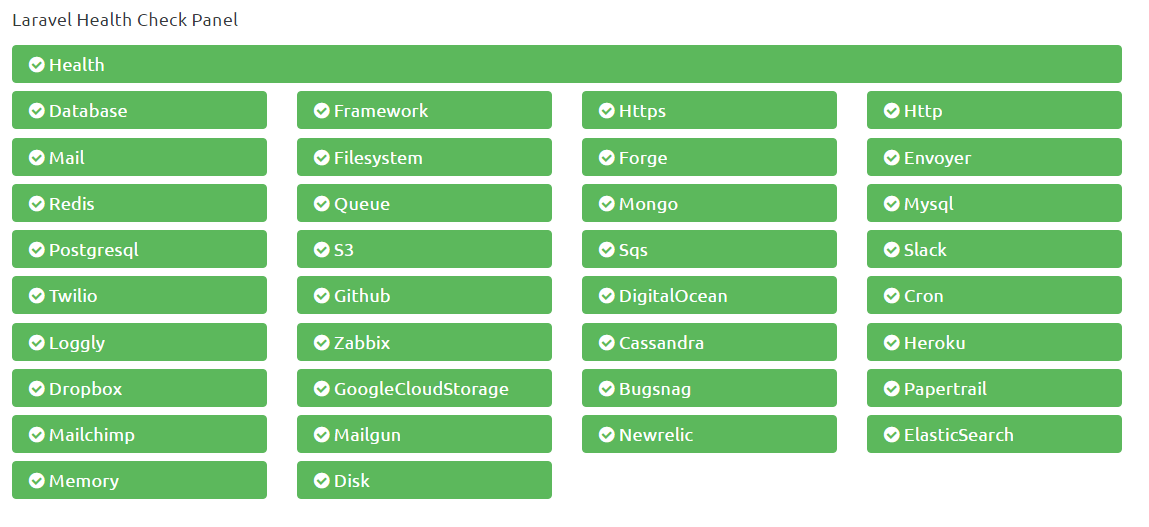 Laravel Health Check Panel
Health
Database Framework Https Http
Mail Filesystem Forge Envoyer
Redis Queue Mongo Mysql
Postgresql S3 Sqs Slack
Twilio Github DigitalOcean Cron
Loggly Zabbix Cassandra Heroku
Dropbox GoogleCloudStorage Bugsnag Papertrail
Mailchimp Mailgun Newrelic ElasticSearch
Memory Disk